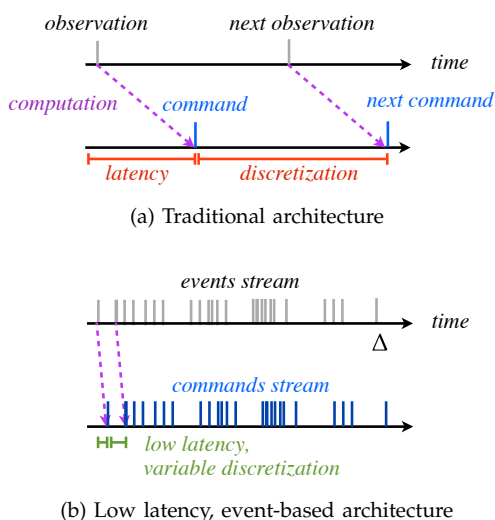 observation next observation
time
computation command next command
latency discretization
(a) Traditional architecture
events stream
time
Δ
commands stream
low latency,
variable discretization
(b) Low latency, event-based architecture